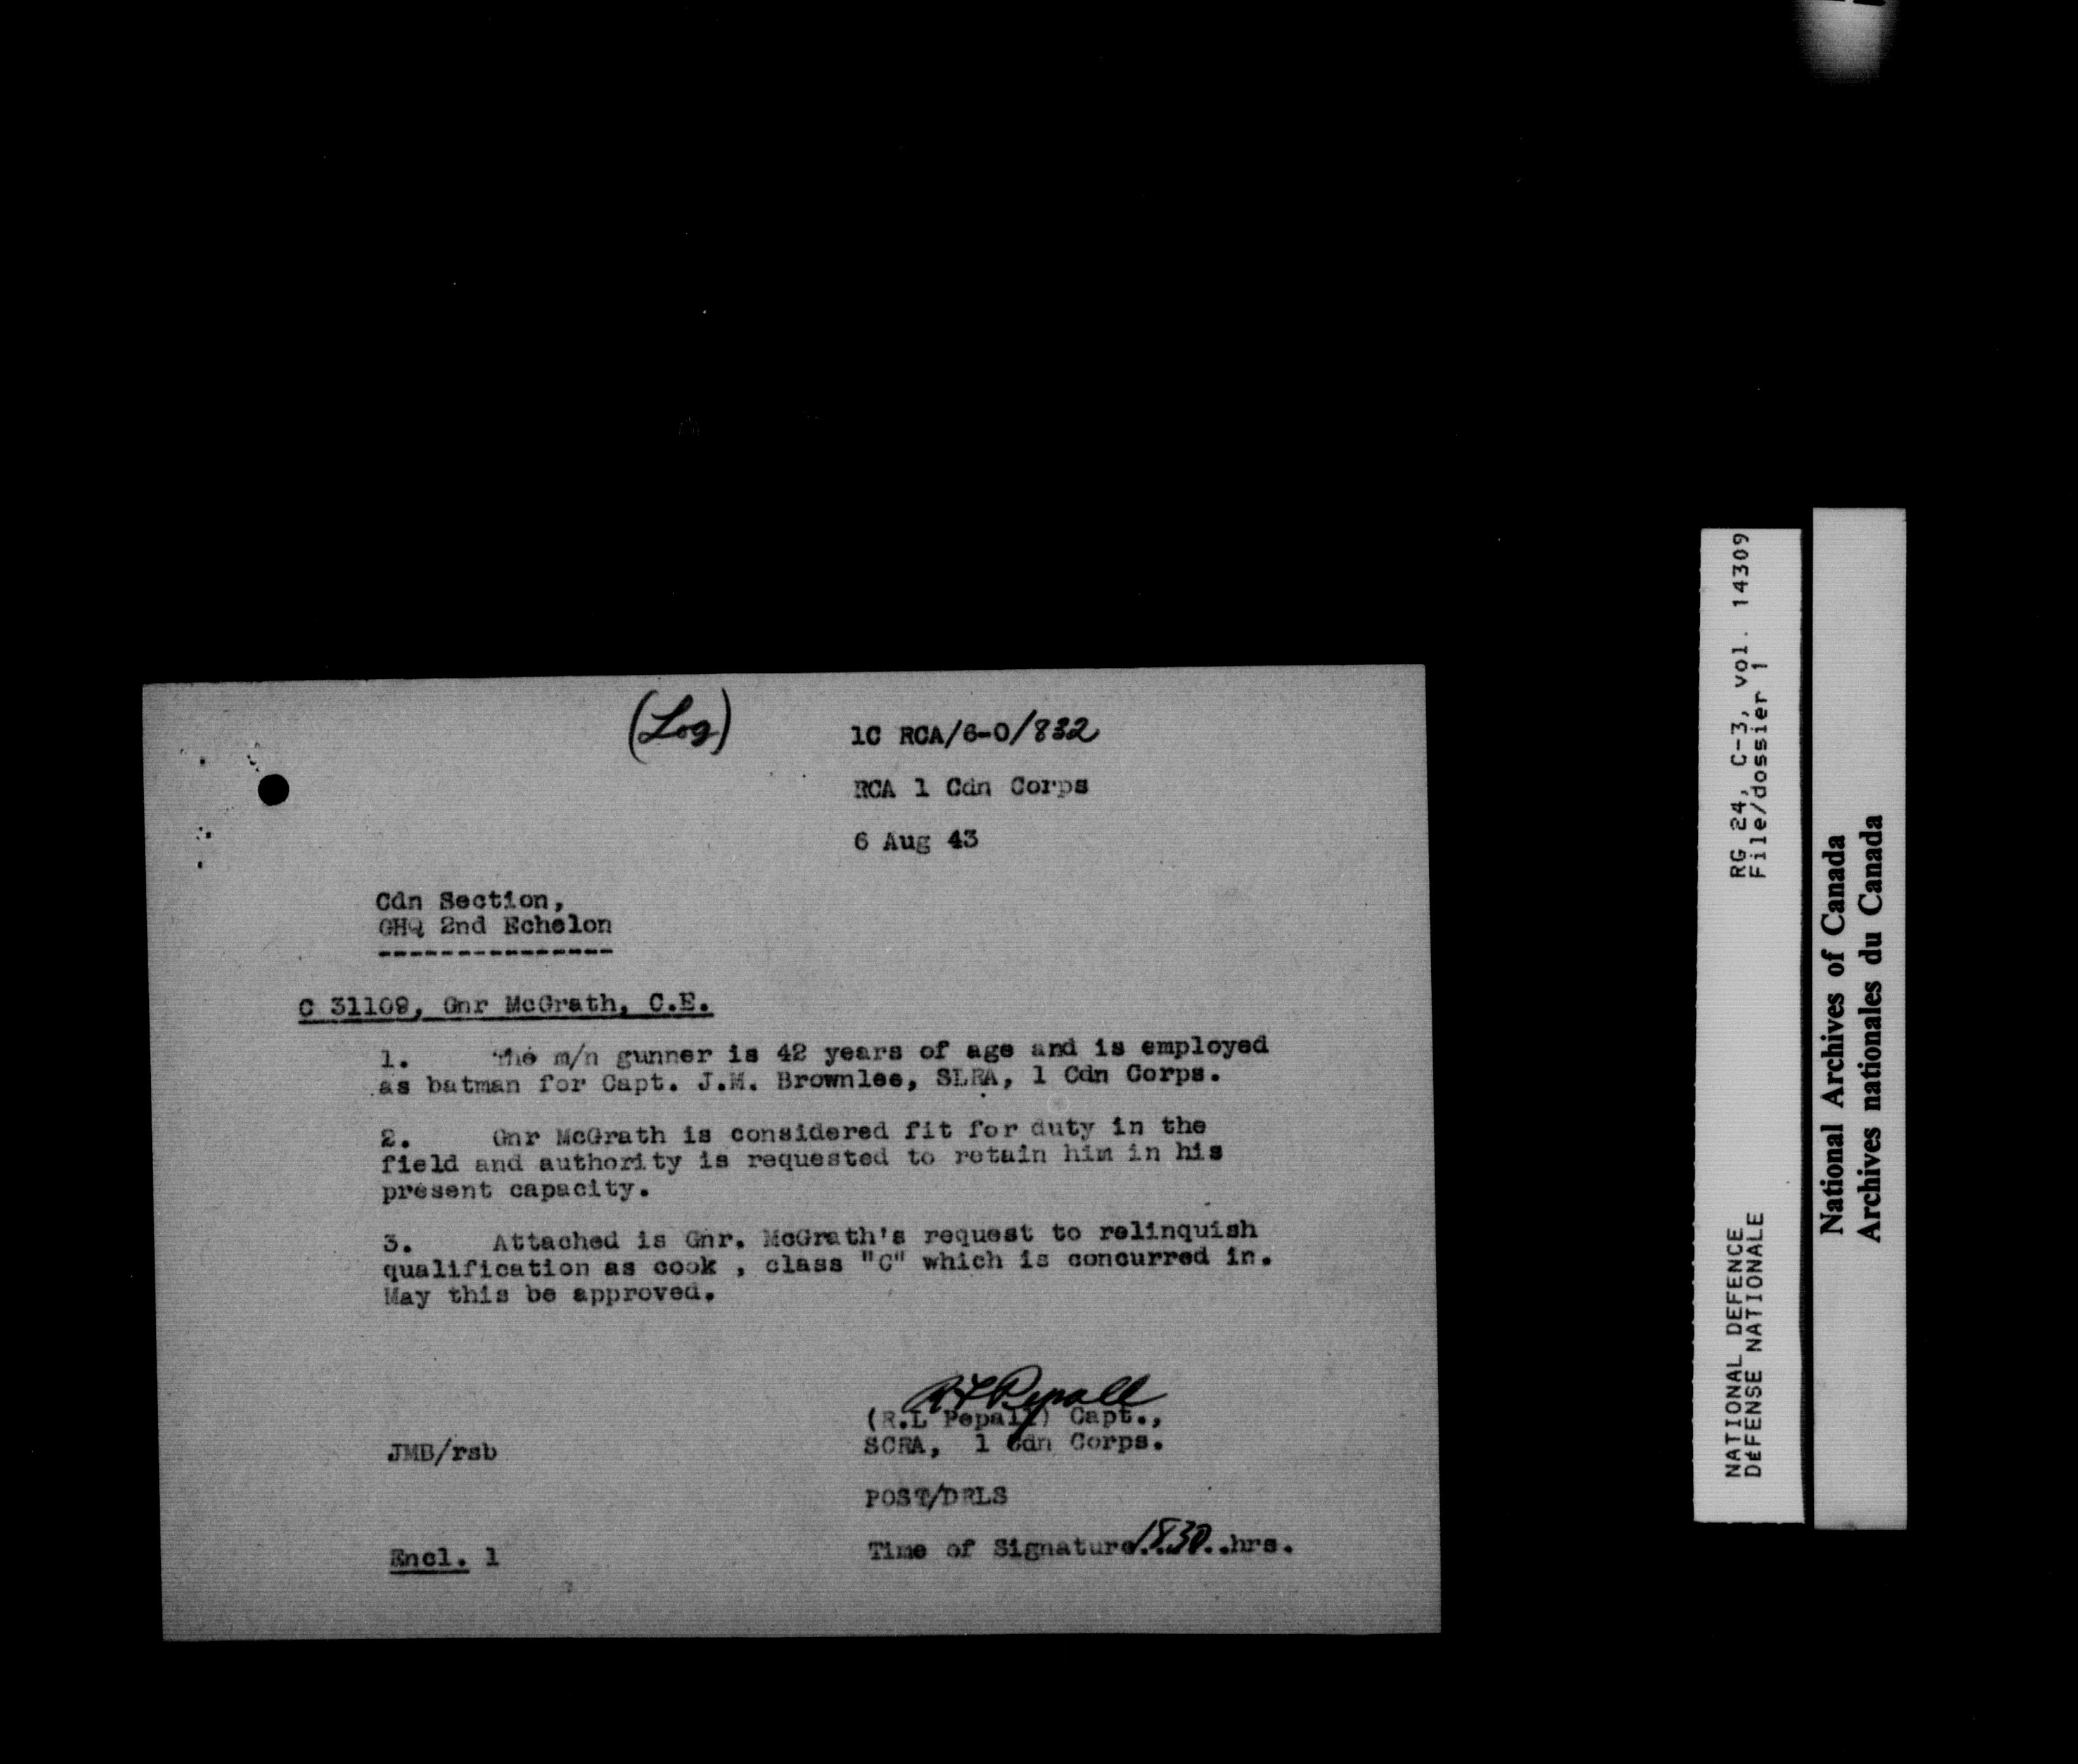 (Log)
1C RCA/6-0/832
RCA 1 Cdn Corps
6 Aug 43
Cdn Section,
GHQ 2nd Echelon
---------------
C 31109, Gnr McGrath, C.E.
1. The m/n gunner is 42 years of age and is employed
as batman for Capt. J.M. Brownlee, SLRA, 1 Cdn Corps.
2. Gnr McGrath is considered fit for duty in the
field and authority is requested to retain him in his
present capacity.
3. Attached is Gnr. McGrath's request to relinquish
qualification as cook , class "C" which is concurred in.
May this be approved.
RL Pepall
(R.L Pepall) Capt.,
SCRA, 1 Cdn Corps.
JMB/rsb
POST/DRLS
Time of Signature.1830..hrs.
Encl. 1
NATIONAL DEFENCE RG 24, C-3, vol. 14309
DéFENSE NATIONALE File/dossier 1
National Archives of Canada
Archives nationales du Canada